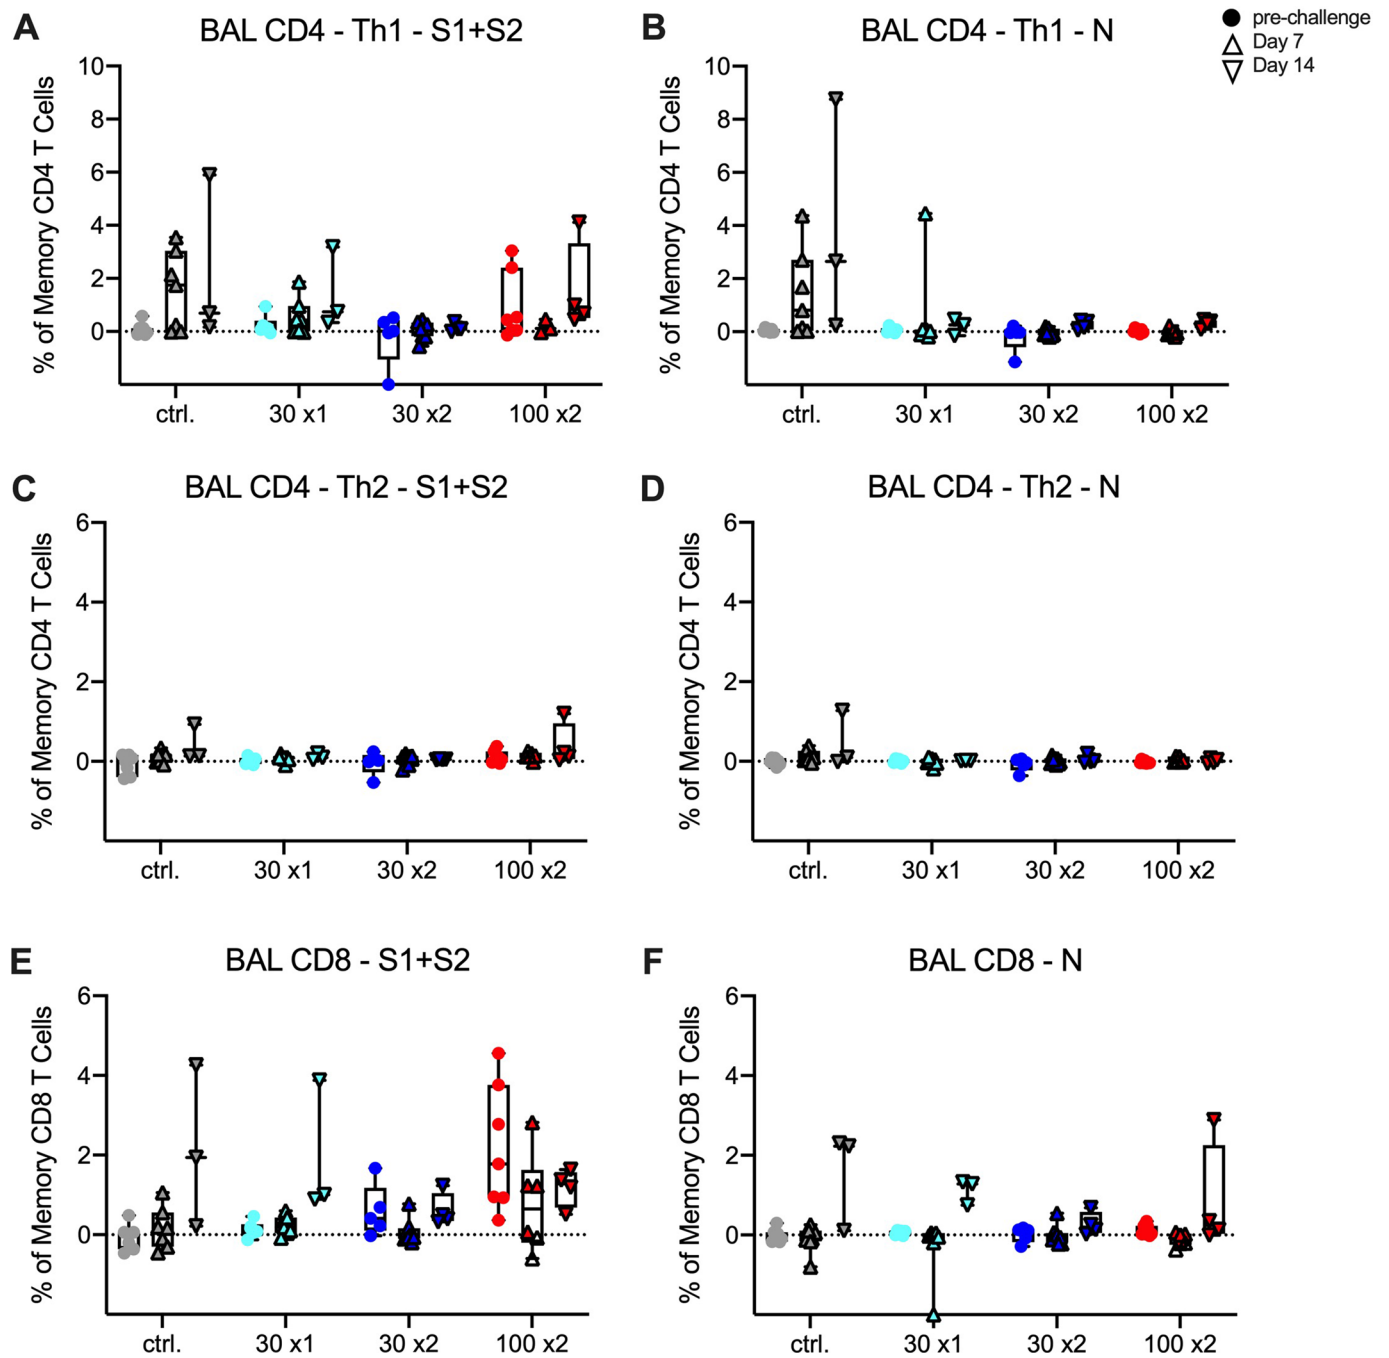 A
BAL CD4 - Th1 - S1+S2
% of Memory CD4 T Cells
10
8
6
4
2
0
ctrl.
30 x1
30 x2
100 x2
B
BAL CD4 - Th1 - N
pre-challenge
Day 7
Day 14
% of Memory CD4 T Cells
10
8
6
4
2
0
ctrl.
30 x1
30 x2
100 x2
C
BAL CD4 - Th2 - S1+S2
% of Memory CD4 T Cells
6
4
2
0
ctrl.
30 x1
30 x2
100 x2
D
BAL CD4 - Th2 - N
% of Memory CD4 T Cells
6
4
2
0
ctrl.
30 x1
30 x2
100 x2
E
BAL CD8 - S1+S2
% of Memory CD8 T Cells
6
4
2
0
ctrl.
30 x1
30 x2
100 x2
F
BAL CD8 - N
% of Memory CD8 T Cells
6
4
2
0
ctrl.
30 x1
30 x2
100 x2